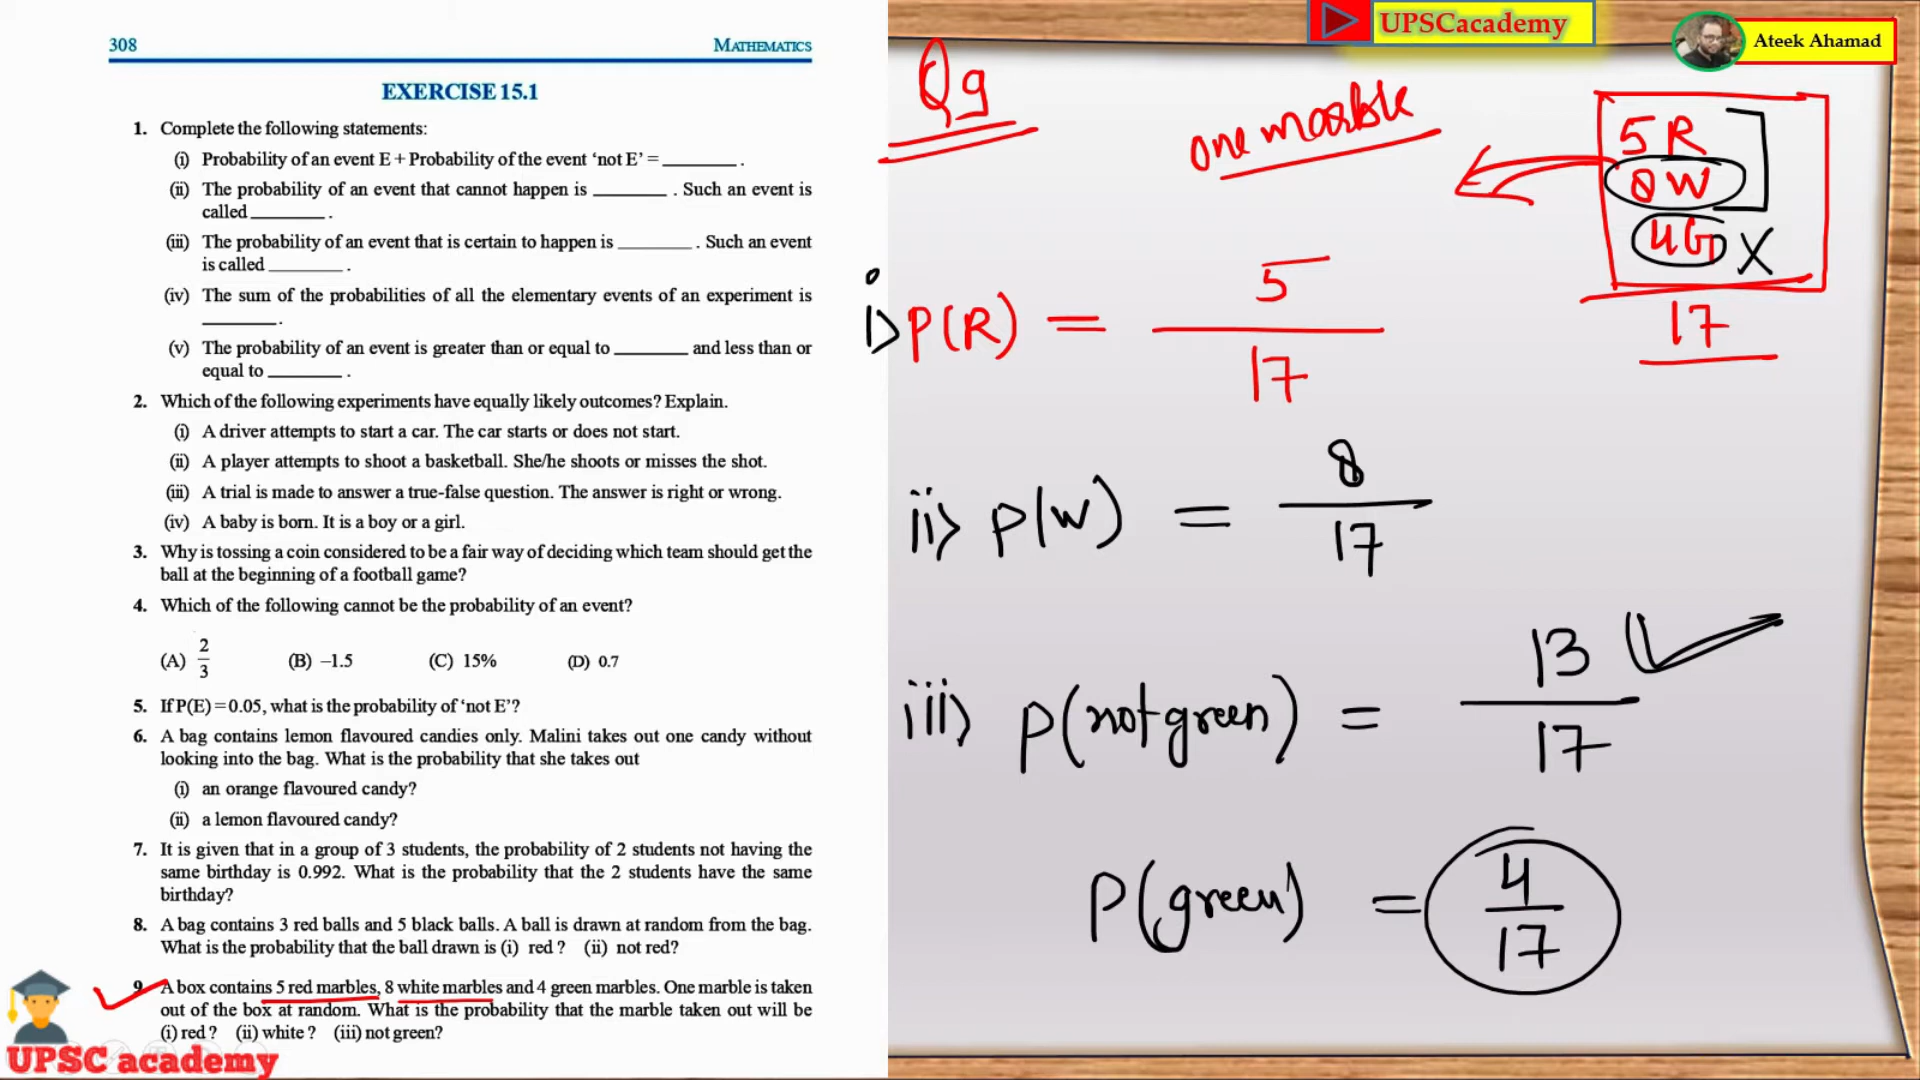 308 MATHEMATICS
EXERCISE 15.1
1. Complete the following statements:
(i) Probability of an event E + Probability of the event ‘not E’ = ________ .
(ii) The probability of an event that cannot happen is ________ . Such an event is
called ________ .
(iii) The probability of an event that is certain to happen is ________ . Such an event
is called ________ .
(iv) The sum of the probabilities of all the elementary events of an experiment is
________ .
(v) The probability of an event is greater than or equal to ________ and less than or
equal to ________ .
2. Which of the following experiments have equally likely outcomes? Explain.
(i) A driver attempts to start a car. The car starts or does not start.
(ii) A player attempts to shoot a basketball. She/he shoots or misses the shot.
(iii) A trial is made to answer a true-false question. The answer is right or wrong.
(iv) A baby is born. It is a boy or a girl.
3. Why is tossing a coin considered to be a fair way of deciding which team should get the
ball at the beginning of a football game?
4. Which of the following cannot be the probability of an event?
(A) 2/3 (B) –1.5 (C) 15% (D) 0.7
5. If P(E) = 0.05, what is the probability of ‘not E’?
6. A bag contains lemon flavoured candies only. Malini takes out one candy without
looking into the bag. What is the probability that she takes out
(i) an orange flavoured candy?
(ii) a lemon flavoured candy?
7. It is given that in a group of 3 students, the probability of 2 students not having the
same birthday is 0.992. What is the probability that the 2 students have the same
birthday?
8. A bag contains 3 red balls and 5 black balls. A ball is drawn at random from the bag.
What is the probability that the ball drawn is (i) red ? (ii) not red?
9. A box contains 5 red marbles, 8 white marbles and 4 green marbles. One marble is taken
out of the box at random. What is the probability that the marble taken out will be
(i) red ? (ii) white ? (iii) not green?
UPSC academy
UPSCacademy
Ateek Ahamad
Q9
one marble
5 R
8 W
4 G X
17
i) P(R) = 5/17
ii) P(W) = 8/17
iii) P(not green) = 13/17
P(green) = 4/17